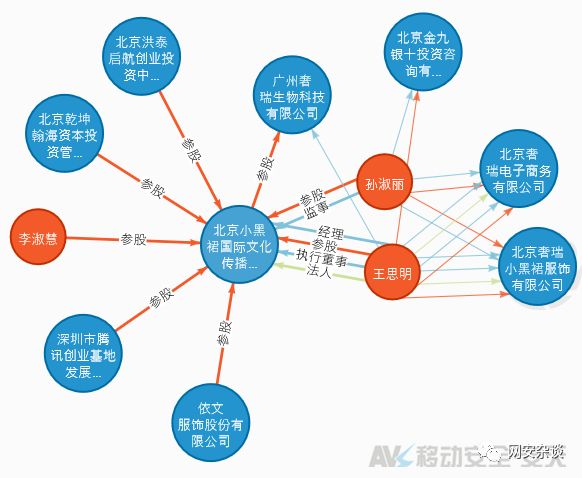 北京洪泰
启航创业投
资中...
北京金九
银十投资咨
询有...
广州奢
瑞生物科技
有限公司
北京乾坤
翰海资本投
资管...
参股
参股
参股
孙淑丽
北京奢
瑞电子商务
有限公司
参股
监事
李淑慧
参股
北京小黑
裙国际文化
传播...
经理
参股
执行董事
法人
王思明
北京奢瑞
小黑裙服饰
有限公司
参股
参股
深圳市腾
讯创业基地
发展...
依文
服饰股份有
限公司
移动安全
网安杂谈